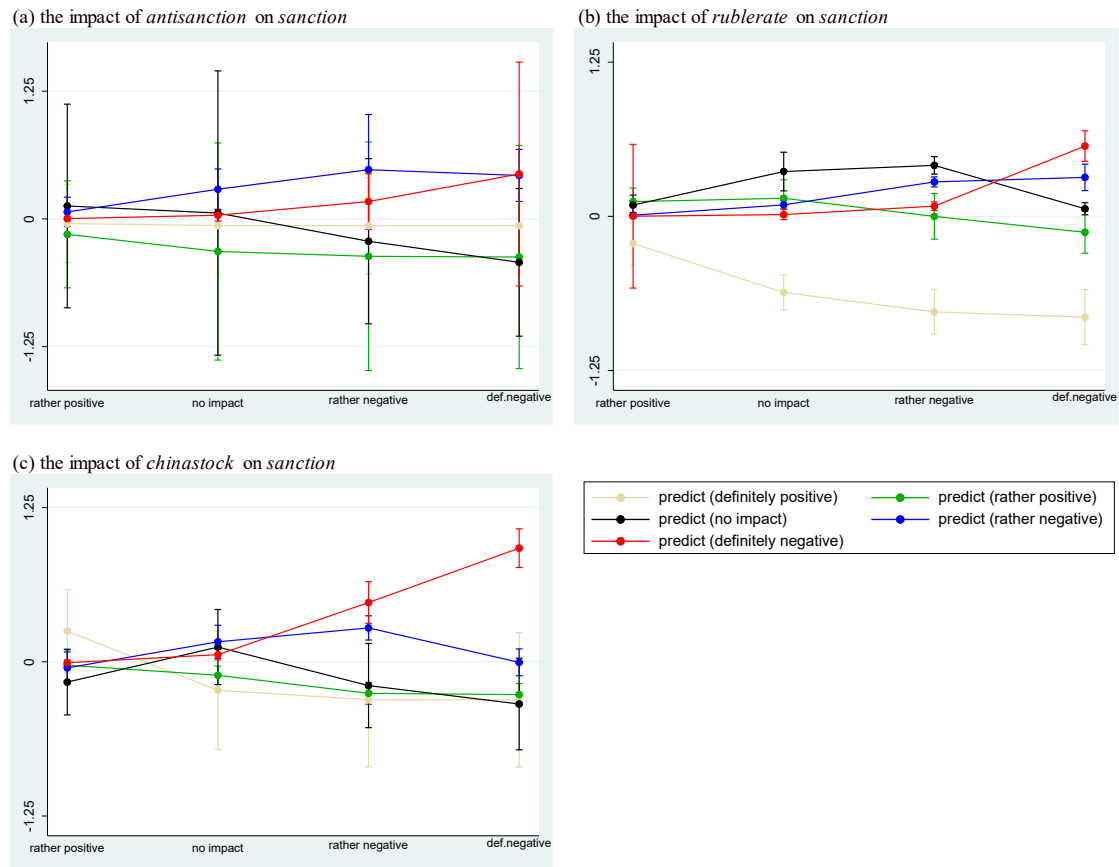 (a) the impact of antisanction on sanction
1.25
0
-1.25
rather positive
no impact
rather negative
def.negative
(b) the impact of rublerate on sanction
1.25
0
-1.25
rather positive
no impact
rather negative
def.negative
(c) the impact of chinastock on sanction
1.25
0
-1.25
rather positive
no impact
rather negative
def.negative
predict (definitely positive)
predict (rather positive)
predict (no impact)
predict (rather negative)
predict (definitely negative)